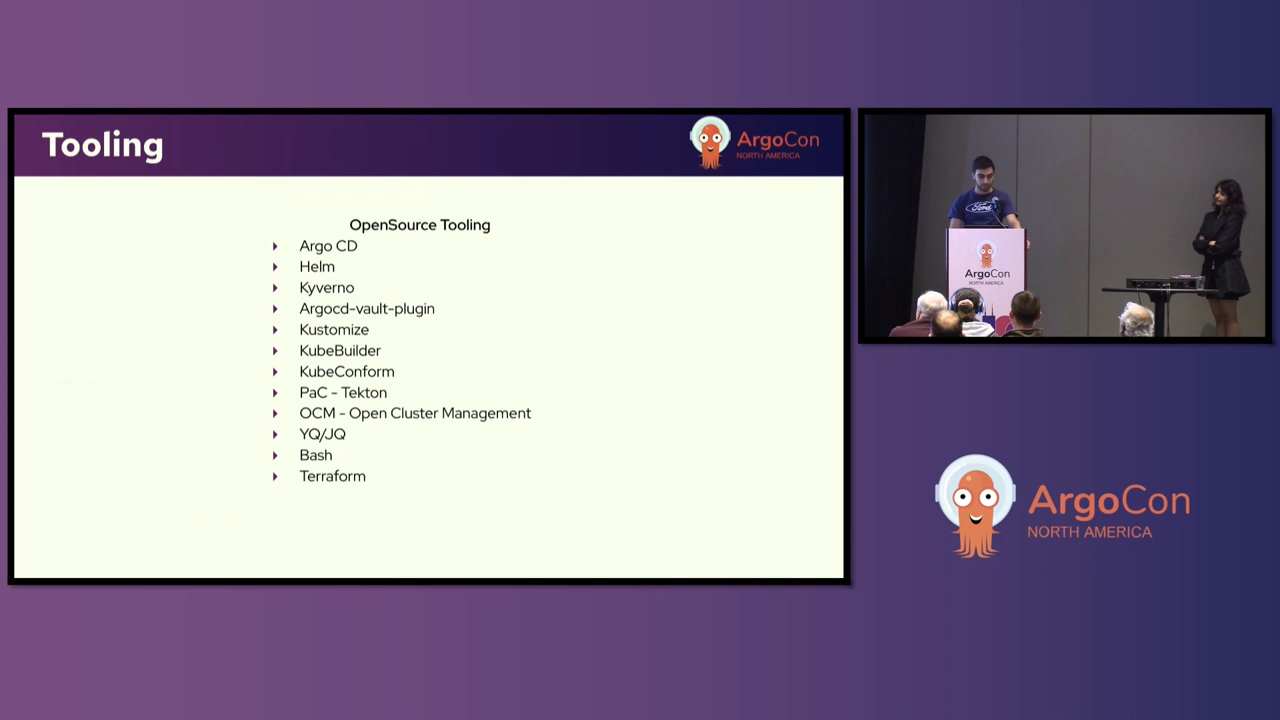 Tooling
ArgoCon
NORTH AMERICA
OpenSource Tooling
Argo CD
Helm
Kyverno
Argocd-vault-plugin
Kustomize
KubeBuilder
KubeConform
PaC - Tekton
OCM - Open Cluster Management
YQ/JQ
Bash
Terraform
Ford
ArgoCon
NORTH AMERICA
ArgoCon
NORTH AMERICA